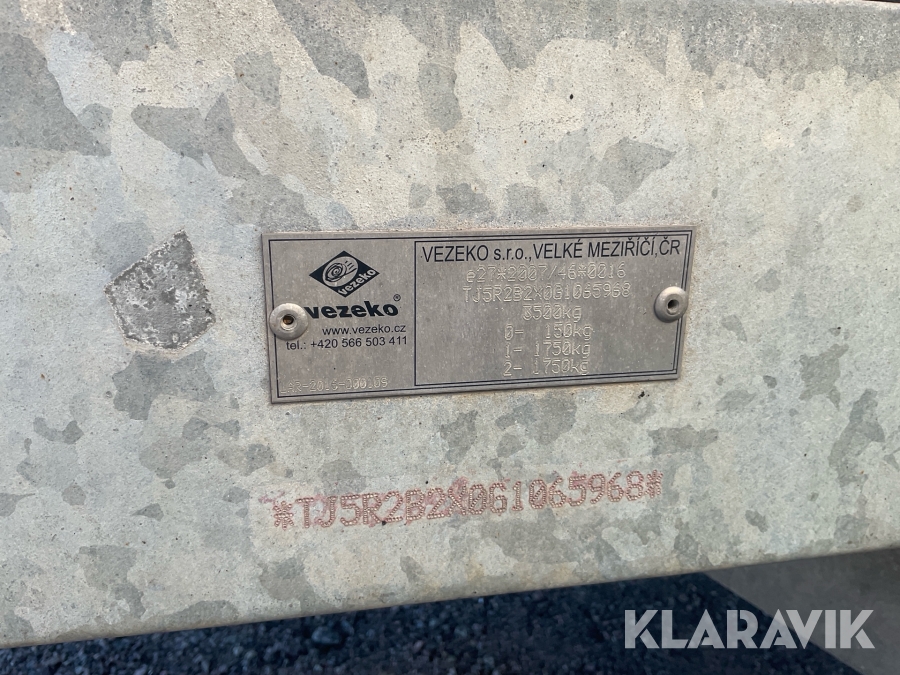 vezeko
vezeko®
www.vezeko.cz
tel.: +420 566 503 411
VEZEKO s.r.o., VELKÉ MEZIŘÍČÍ, ČR
e27*2007/46*0016
TJ5R2B2X0G1065968
3500kg
0- 150kg
1- 1750kg
2- 1750kg
*TJ5R2B2X0G1065968*
KLARAVIK